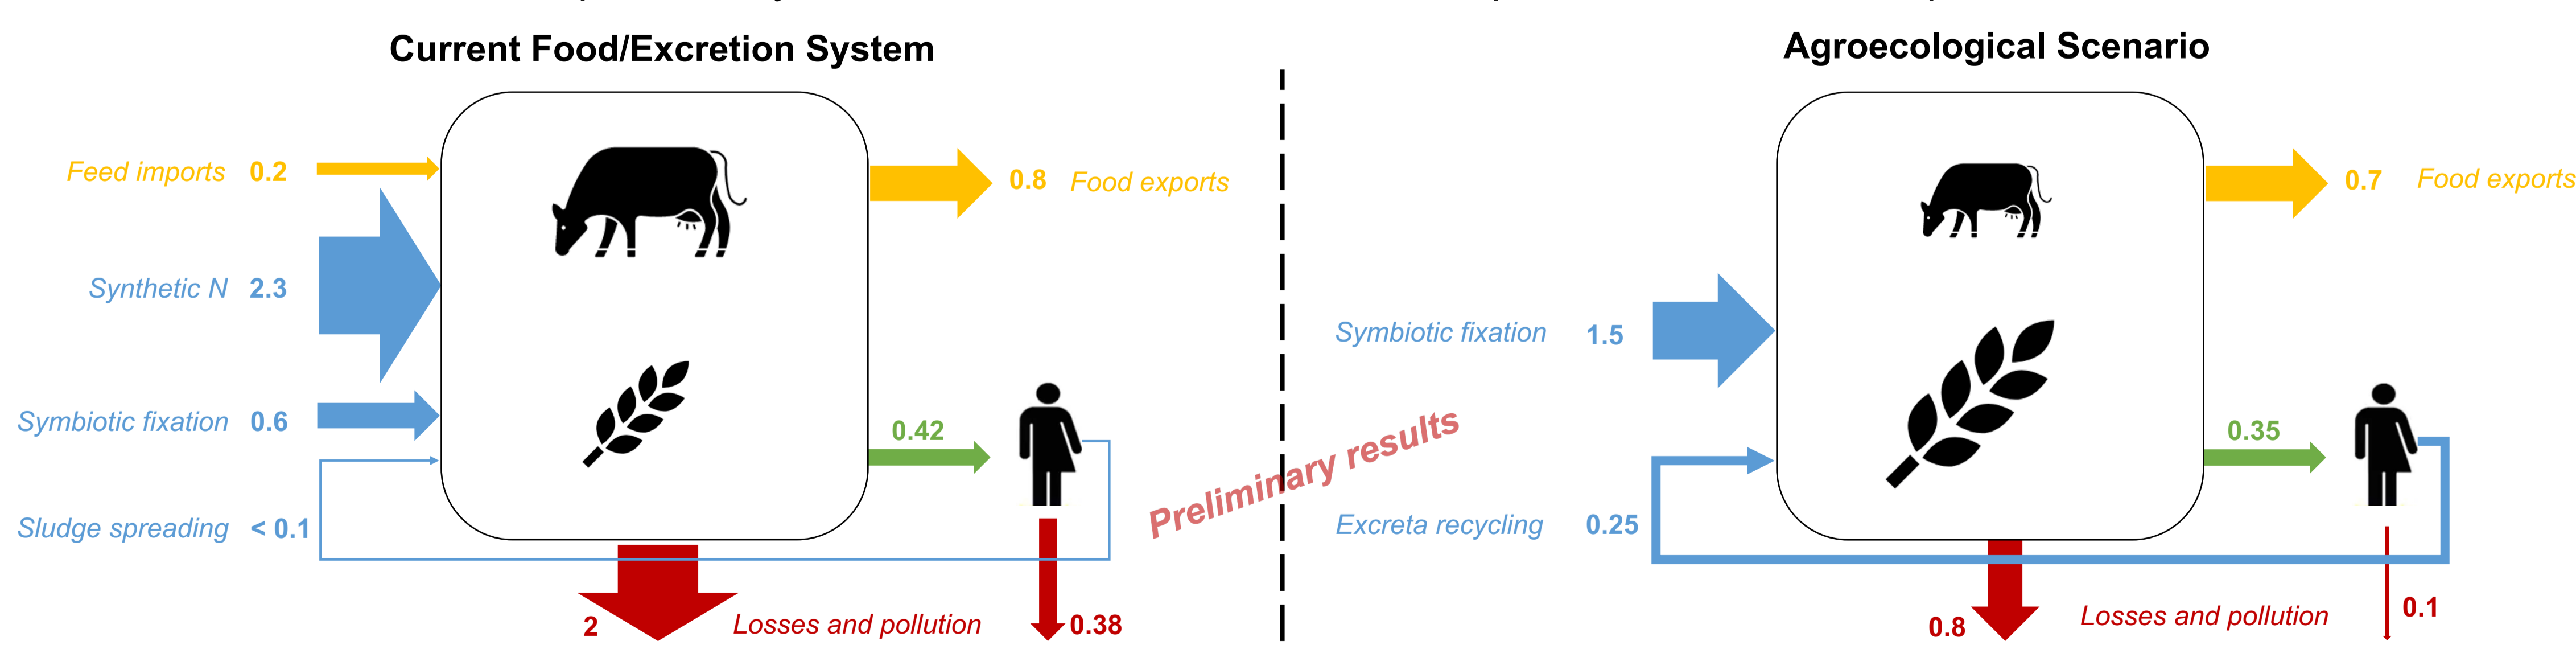 Current Food/Excretion System
Feed imports 0.2
0.8 Food exports
Synthetic N 2.3
Symbiotic fixation 0.6
0.42
Sludge spreading < 0.1
2 Losses and pollution 0.38
Preliminary results
Agroecological Scenario
0.7 Food exports
Symbiotic fixation 1.5
0.35
Excreta recycling 0.25
0.8 Losses and pollution 0.1